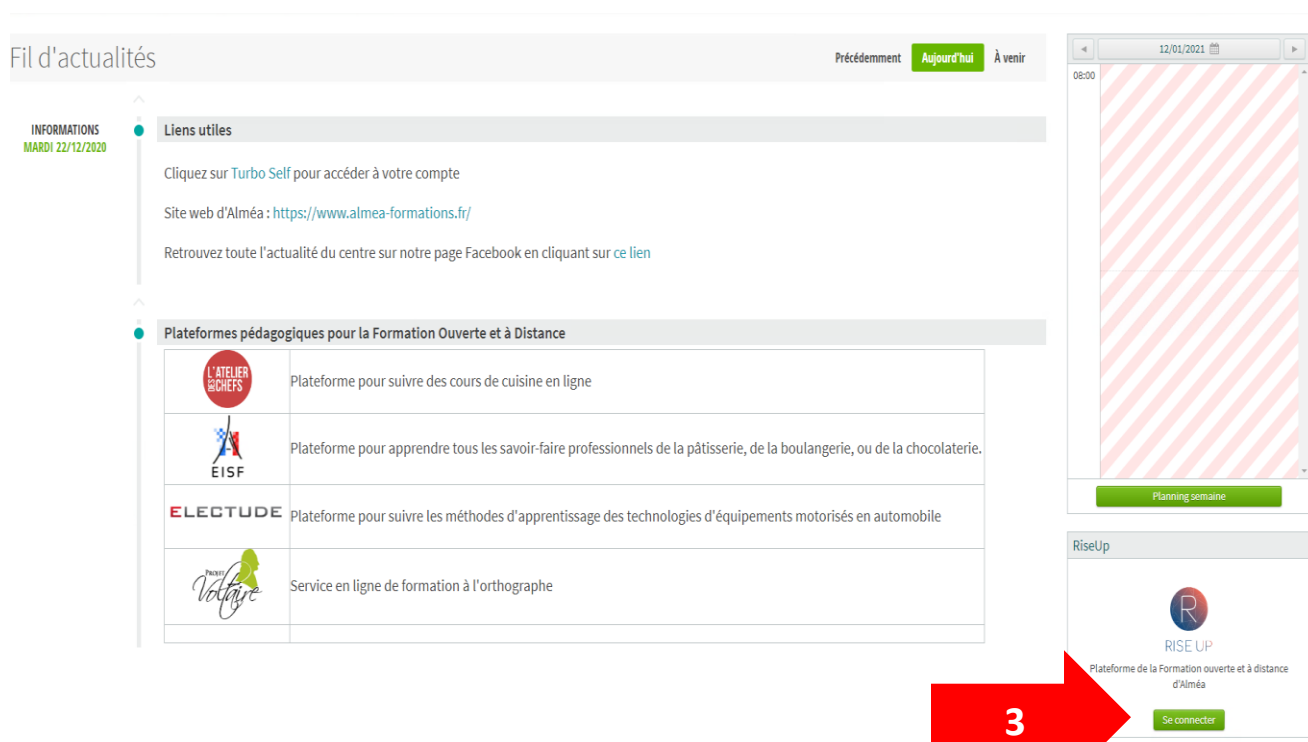 Fil d'actualités
Précédemment
Aujourd'hui
À venir
INFORMATIONS
MARDI 22/12/2020
Liens utiles
Cliquez sur Turbo Self pour accéder à votre compte
Site web d'Alméa : https://www.almea-formations.fr/
Retrouvez toute l'actualité du centre sur notre page Facebook en cliquant sur ce lien
Plateformes pédagogiques pour la Formation Ouverte et à Distance
L'ATELIER
DES CHEFS
Plateforme pour suivre des cours de cuisine en ligne
EISF
Plateforme pour apprendre tous les savoir-faire professionnels de la pâtisserie, de la boulangerie, ou de la chocolaterie.
ELECTUDE
Plateforme pour suivre les méthodes d'apprentissage des technologies d'équipements motorisés en automobile
PROJET
Voltaire
Service en ligne de formation à l'orthographe
12/01/2021
08:00
Planning semaine
RiseUp
R
RISE UP
Plateforme de la Formation ouverte et à distance
d'Alméa
Se connecter
3